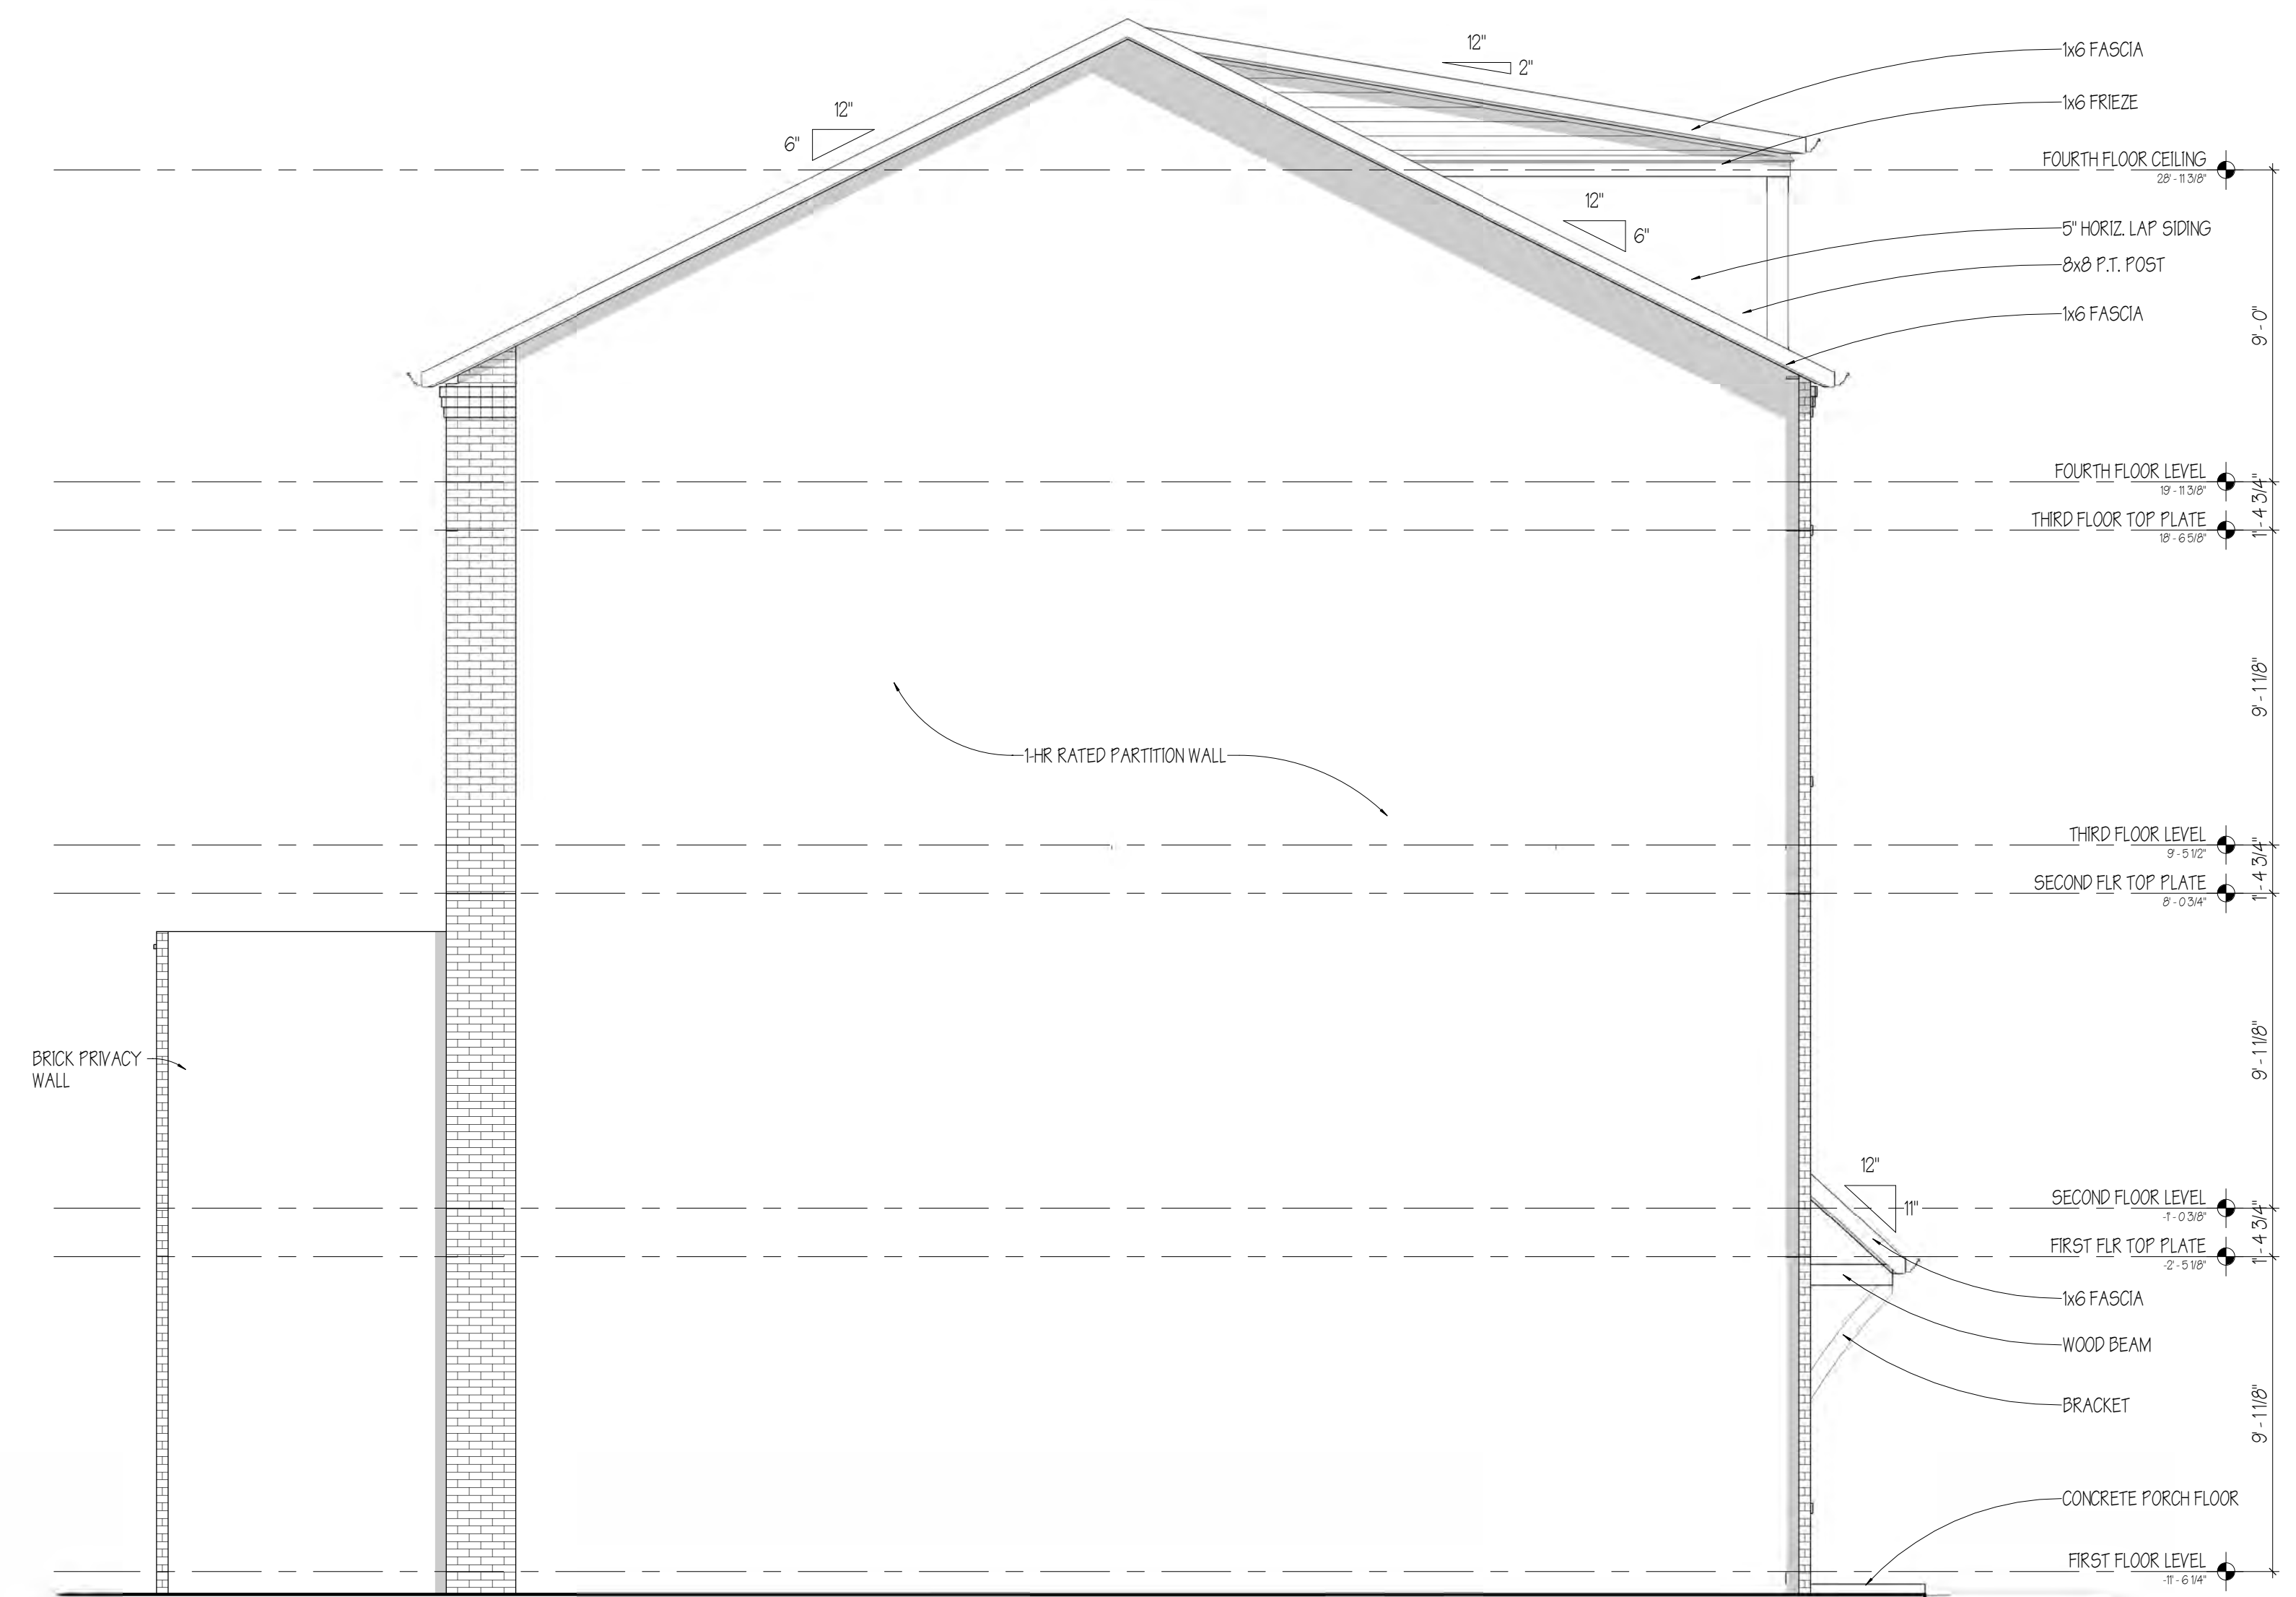 12"
2"
1x6 FASCIA
12"
6"
1x6 FRIEZE
FOURTH FLOOR CEILING
28' - 11 3/8"
12"
6"
5" HORIZ. LAP SIDING
8x8 P.T. POST
1x6 FASCIA
9' - 0"
FOURTH FLOOR LEVEL
19' - 11 3/8"
1' - 4 3/4"
THIRD FLOOR TOP PLATE
18' - 6 5/8"
9' - 1 1/8"
1-HR RATED PARTITION WALL
THIRD FLOOR LEVEL
9' - 5 1/2"
1' - 4 3/4"
SECOND FLR TOP PLATE
8' - 0 3/4"
9' - 1 1/8"
BRICK PRIVACY
WALL
12"
11"
SECOND FLOOR LEVEL
-1' - 0 3/8"
1' - 4 3/4"
FIRST FLR TOP PLATE
-2' - 5 1/8"
1x6 FASCIA
WOOD BEAM
BRACKET
9' - 1 1/8"
CONCRETE PORCH FLOOR
FIRST FLOOR LEVEL
-11' - 6 1/4"